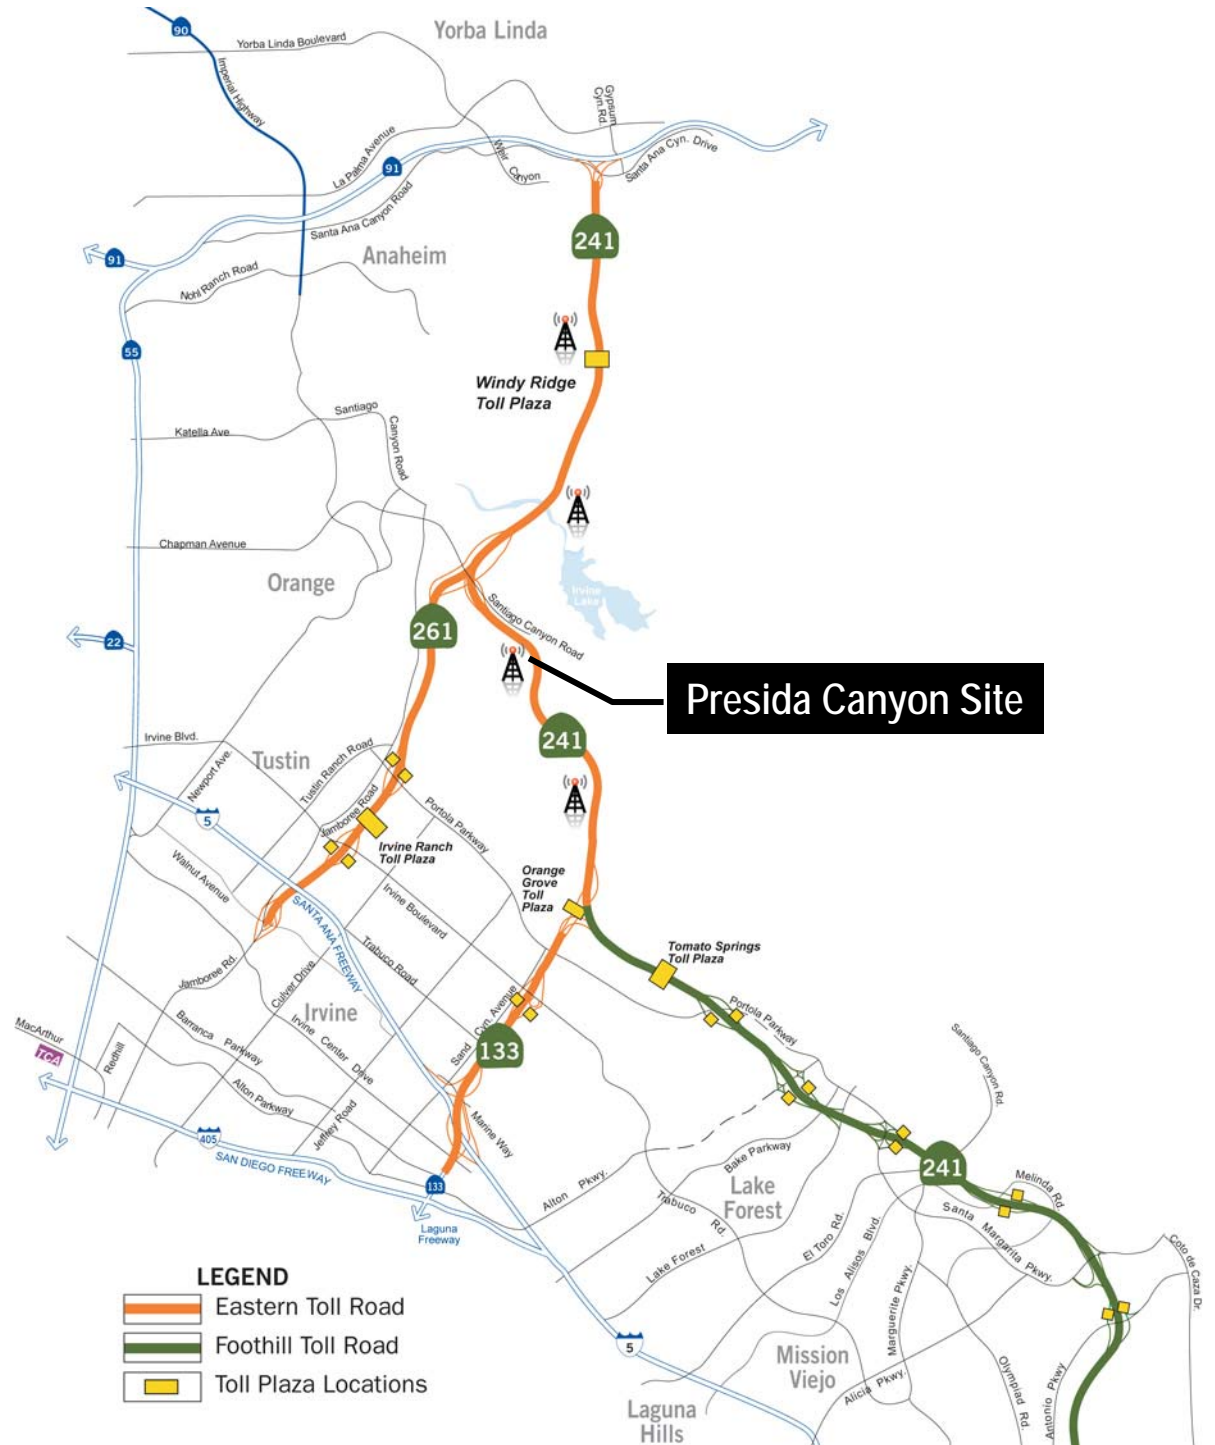 Yorba Linda
90
Yorba Linda Boulevard
Imperial Highway
Gypsum
Cyn.Rd.
La Palma Avenue
Weir Canyon
Santa Ana Cyn. Drive
91
Santa Ana Canyon Road
241
Anaheim
91
Nohl Ranch Road
55
Windy Ridge
Toll Plaza
Santiago
Canyon Road
Katella Ave
Chapman Avenue
Orange
Irvine
Lake
Santiago Canyon Road
261
22
Presida Canyon Site
Irvine Blvd.
Newport Ave.
Tustin
Tustin Ranch Road
241
5
Jamboree Road
Portola Parkway
Irvine Ranch
Toll Plaza
Walnut Avenue
Orange
Grove
Toll
Plaza
Irvine Boulevard
SANTA ANA FREEWAY
Trabuco Road
Tomato Springs
Toll Plaza
Jamboree Rd.
Culver Drive
Irvine
Sand Cyn. Avenue
Portola Parkway
MacArthur
TCA
Redhill
Barranca Parkway
Irvine Center Drive
133
Santiago Canyon Rd.
Alton Parkway
Jeffrey Road
Marine Way
405
SAN DIEGO FREEWAY
133
Laguna
Freeway
Alton Pkwy.
Bake Parkway
Lake
Forest
Trabuco Rd.
241
Melinda Rd.
Santa Margarita Pkwy.
El Toro Rd.
Los Alisos Blvd.
Lake Forest
Marguerite Pkwy.
Coto de Caza Dr.
LEGEND
Eastern Toll Road
Foothill Toll Road
Toll Plaza Locations
5
Mission
Viejo
Alicia Pkwy.
Olympiad Rd.
Antonio Pkwy
Laguna
Hills